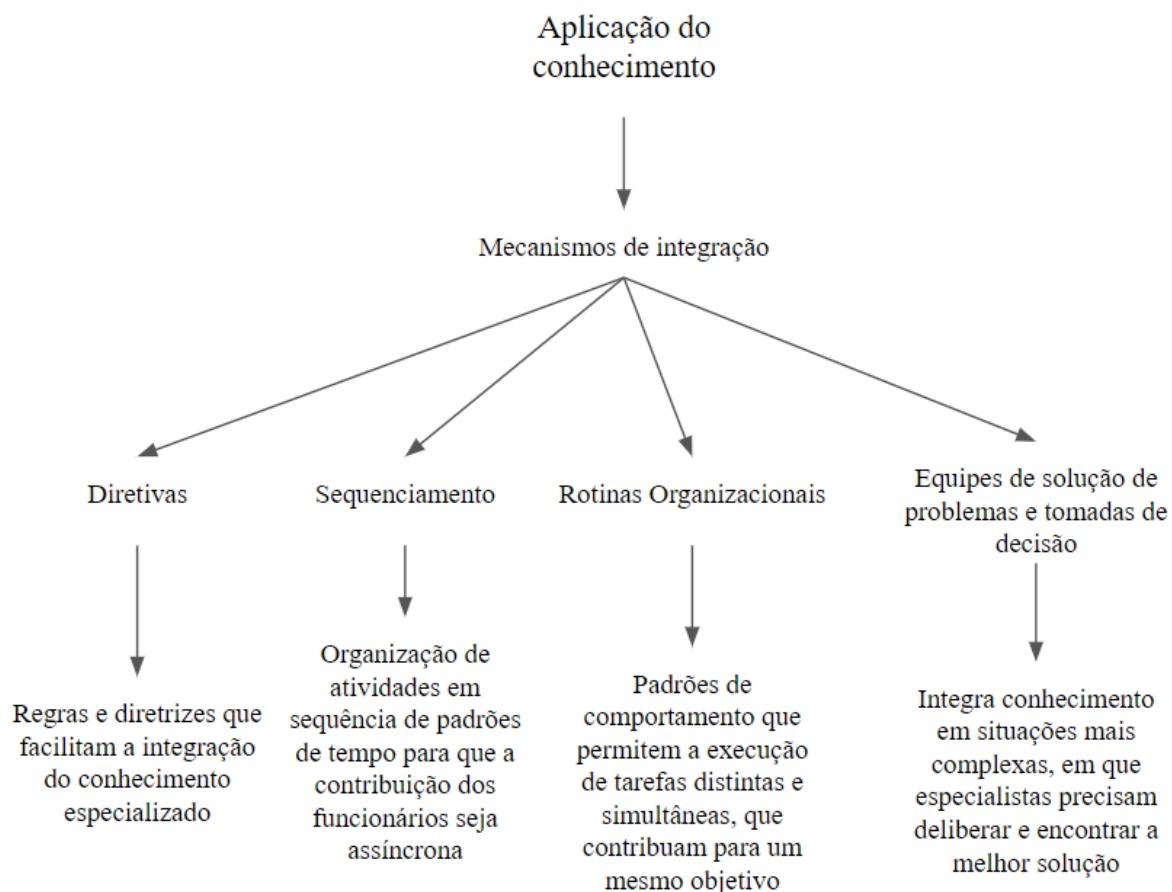 Aplicação do
conhecimento
Mecanismos de integração
Diretivas
Sequenciamento
Rotinas Organizacionais
Equipes de solução de
problemas e tomadas de
decisão
Regras e diretrizes que
facilitam a integração
do conhecimento
especializado
Organização de
atividades em
sequência de padrões
de tempo para que a
contribuição dos
funcionários seja
assíncrona
Padrões de
comportamento que
permitem a execução
de tarefas distintas e
simultâneas, que
contribuam para um
mesmo objetivo
Integra conhecimento
em situações mais
complexas, em que
especialistas precisam
deliberar e encontrar a
melhor solução